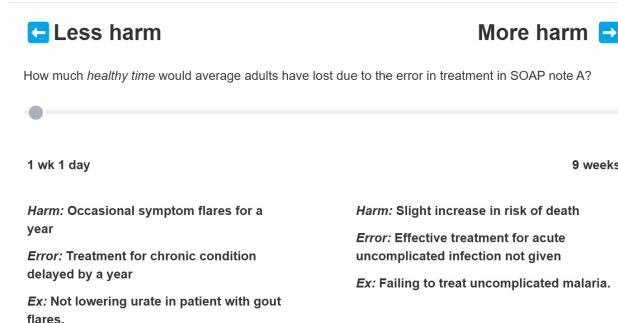 Less harm
More harm
How much healthy time would average adults have lost due to the error in treatment in SOAP note A?
1 wk 1 day
9 weeks
Harm: Occasional symptom flares for a
year
Error: Treatment for chronic condition
delayed by a year
Ex: Not lowering urate in patient with gout
flares.
Harm: Slight increase in risk of death
Error: Effective treatment for acute
uncomplicated infection not given
Ex: Failing to treat uncomplicated malaria.